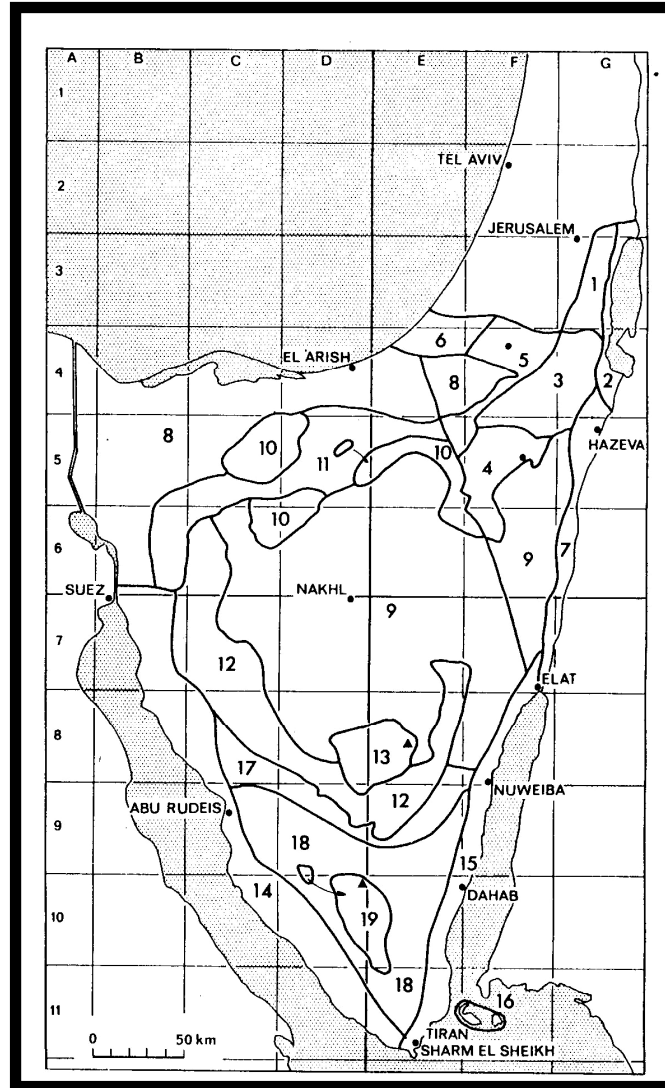 A B C D E F G
1
TEL AVIV
2
JERUSALEM
3
1
6
5
EL ARISH
4
8
3
2
HAZEVA
8
10
10
5
11
4
10
6
9
7
SUEZ
NAKHL
9
7
12
ELAT
8
13
17
NUWEIBA
12
ABU RUDEIS
9
18
15
14
DAHAB
10
19
18
16
11
TIRAN
0 50 km
SHARM EL SHEIKH